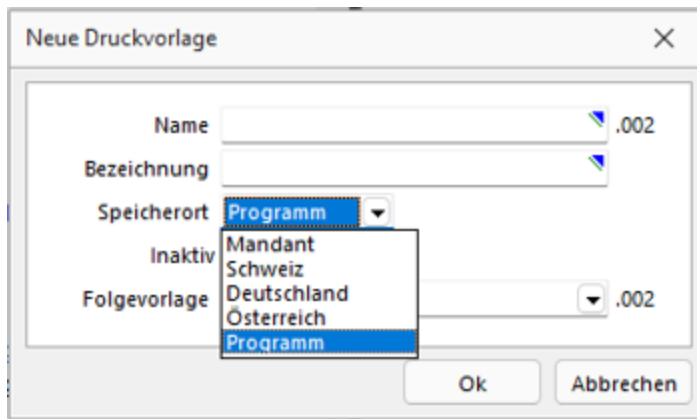 Neue Druckvorlage
Name .002
Bezeichnung
Speicherort Programm
Mandant
Inaktiv
Schweiz
Deutschland
Folgevorlage .002
Österreich
Programm
Ok Abbrechen